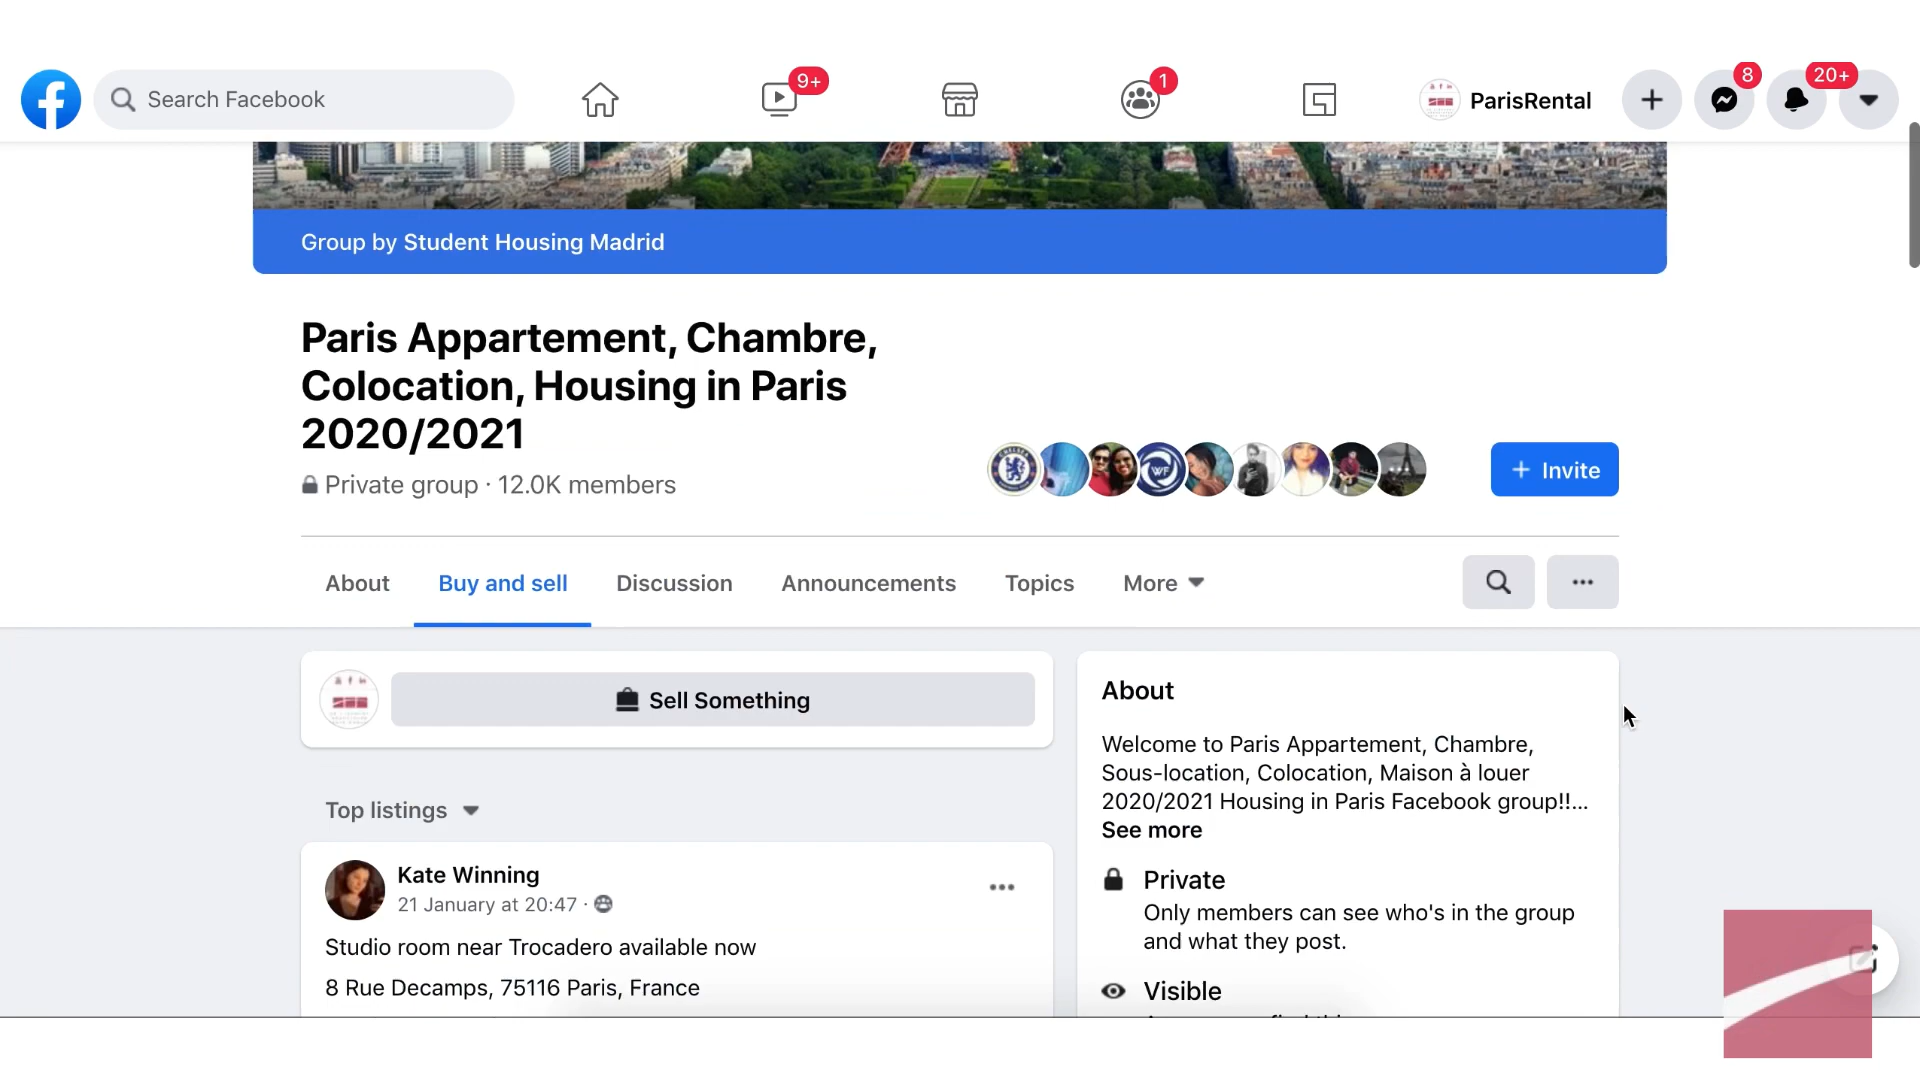 Search Facebook
9+
1
ParisRental
8
20+
Group by Student Housing Madrid
Paris Appartement, Chambre,
Colocation, Housing in Paris
2020/2021
Private group · 12.0K members
+ Invite
About
Buy and sell
Discussion
Announcements
Topics
More
Sell Something
Top listings
Kate Winning
21 January at 20:47 ·
Studio room near Trocadero available now
8 Rue Decamps, 75116 Paris, France
About
Welcome to Paris Appartement, Chambre,
Sous-location, Colocation, Maison à louer
2020/2021 Housing in Paris Facebook group!!...
See more
Private
Only members can see who's in the group
and what they post.
Visible